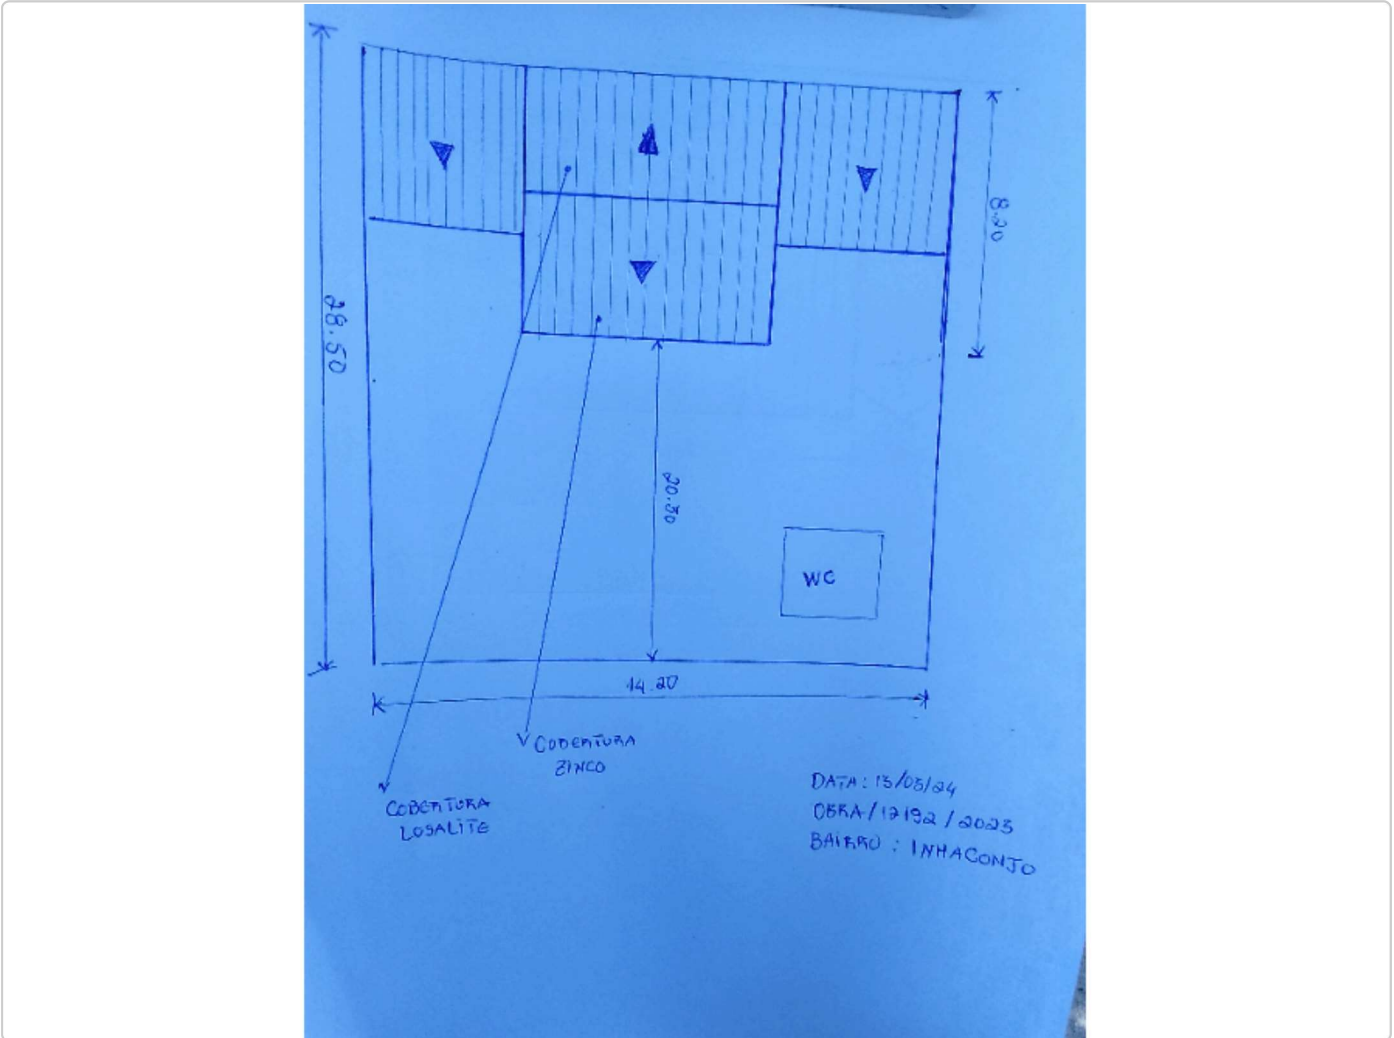 28.50
8.20
20.30
WC
14.20
COBERTURA
ZINCO
COBERTURA
LOSALITE
DATA: 13/03/24
OBRA/12192/2023
BAIRRO: INHACONJO